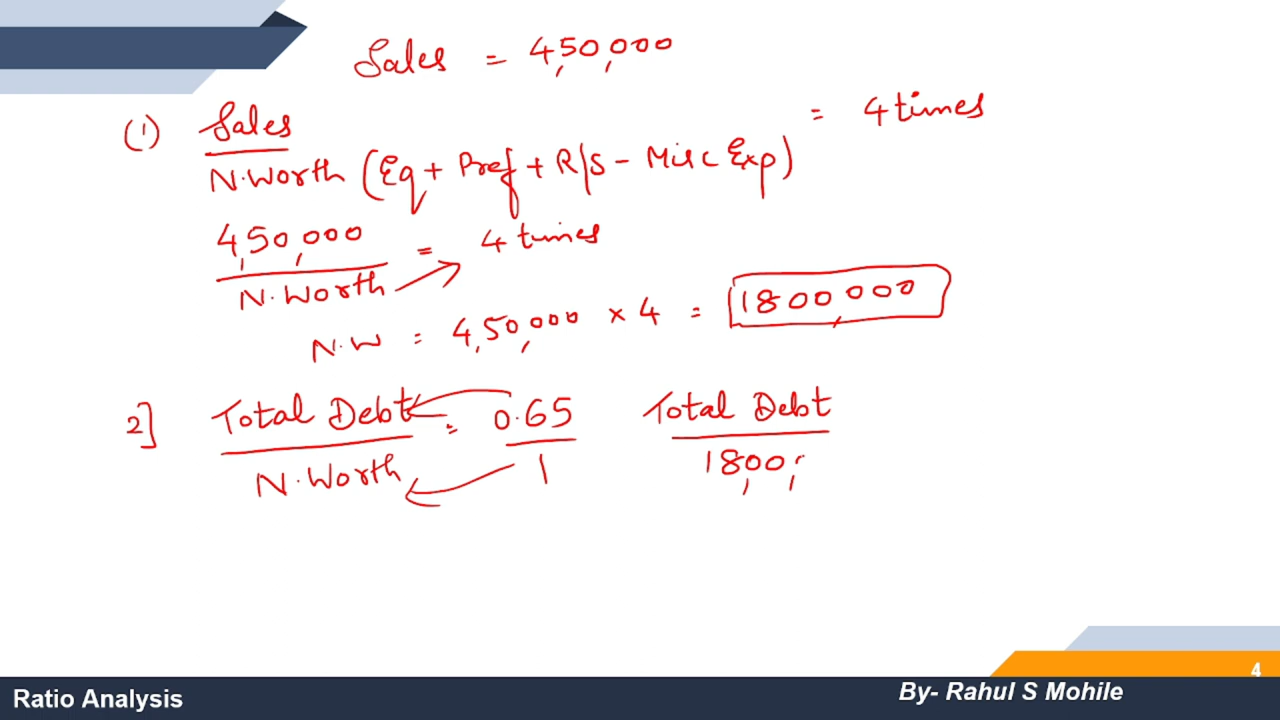 Sales = 4,50,000
(1) Sales = 4 times
N.Worth (Eq + Pref + R/S - Misc Exp)
4,50,000 = 4 times
N.Worth
N.W = 4,50,000 × 4 = 1800,000
2] Total Debt = 0.65 Total Debt
N.Worth 1 1,800,
Ratio Analysis
By- Rahul S Mohile
4